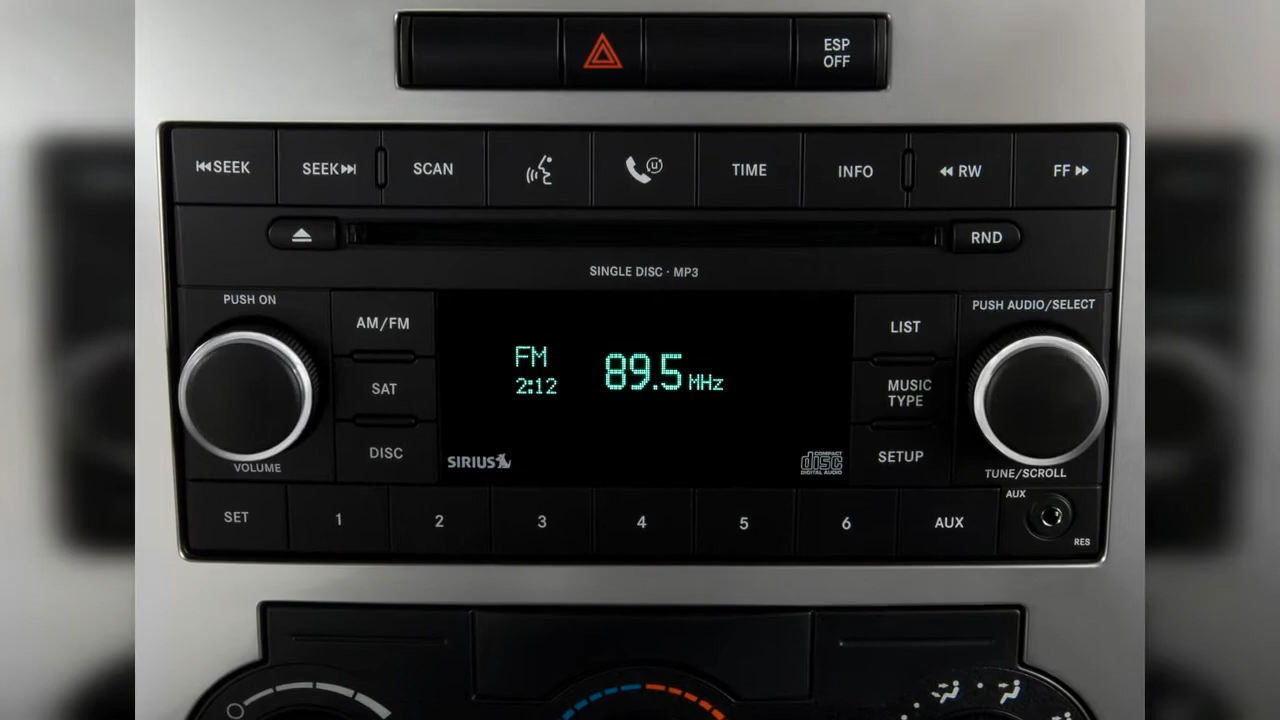 ESP
OFF
SEEK
SEEK
SCAN
TIME
INFO
RW
FF
RND
SINGLE DISC · MP3
PUSH ON
AM/FM
SAT
DISC
VOLUME
FM
2:12
89.5 MHz
SIRIUS
COMPACT
disc
DIGITAL AUDIO
LIST
MUSIC
TYPE
SETUP
PUSH AUDIO/SELECT
TUNE/SCROLL
SET
1
2
3
4
5
6
AUX
AUX
RES